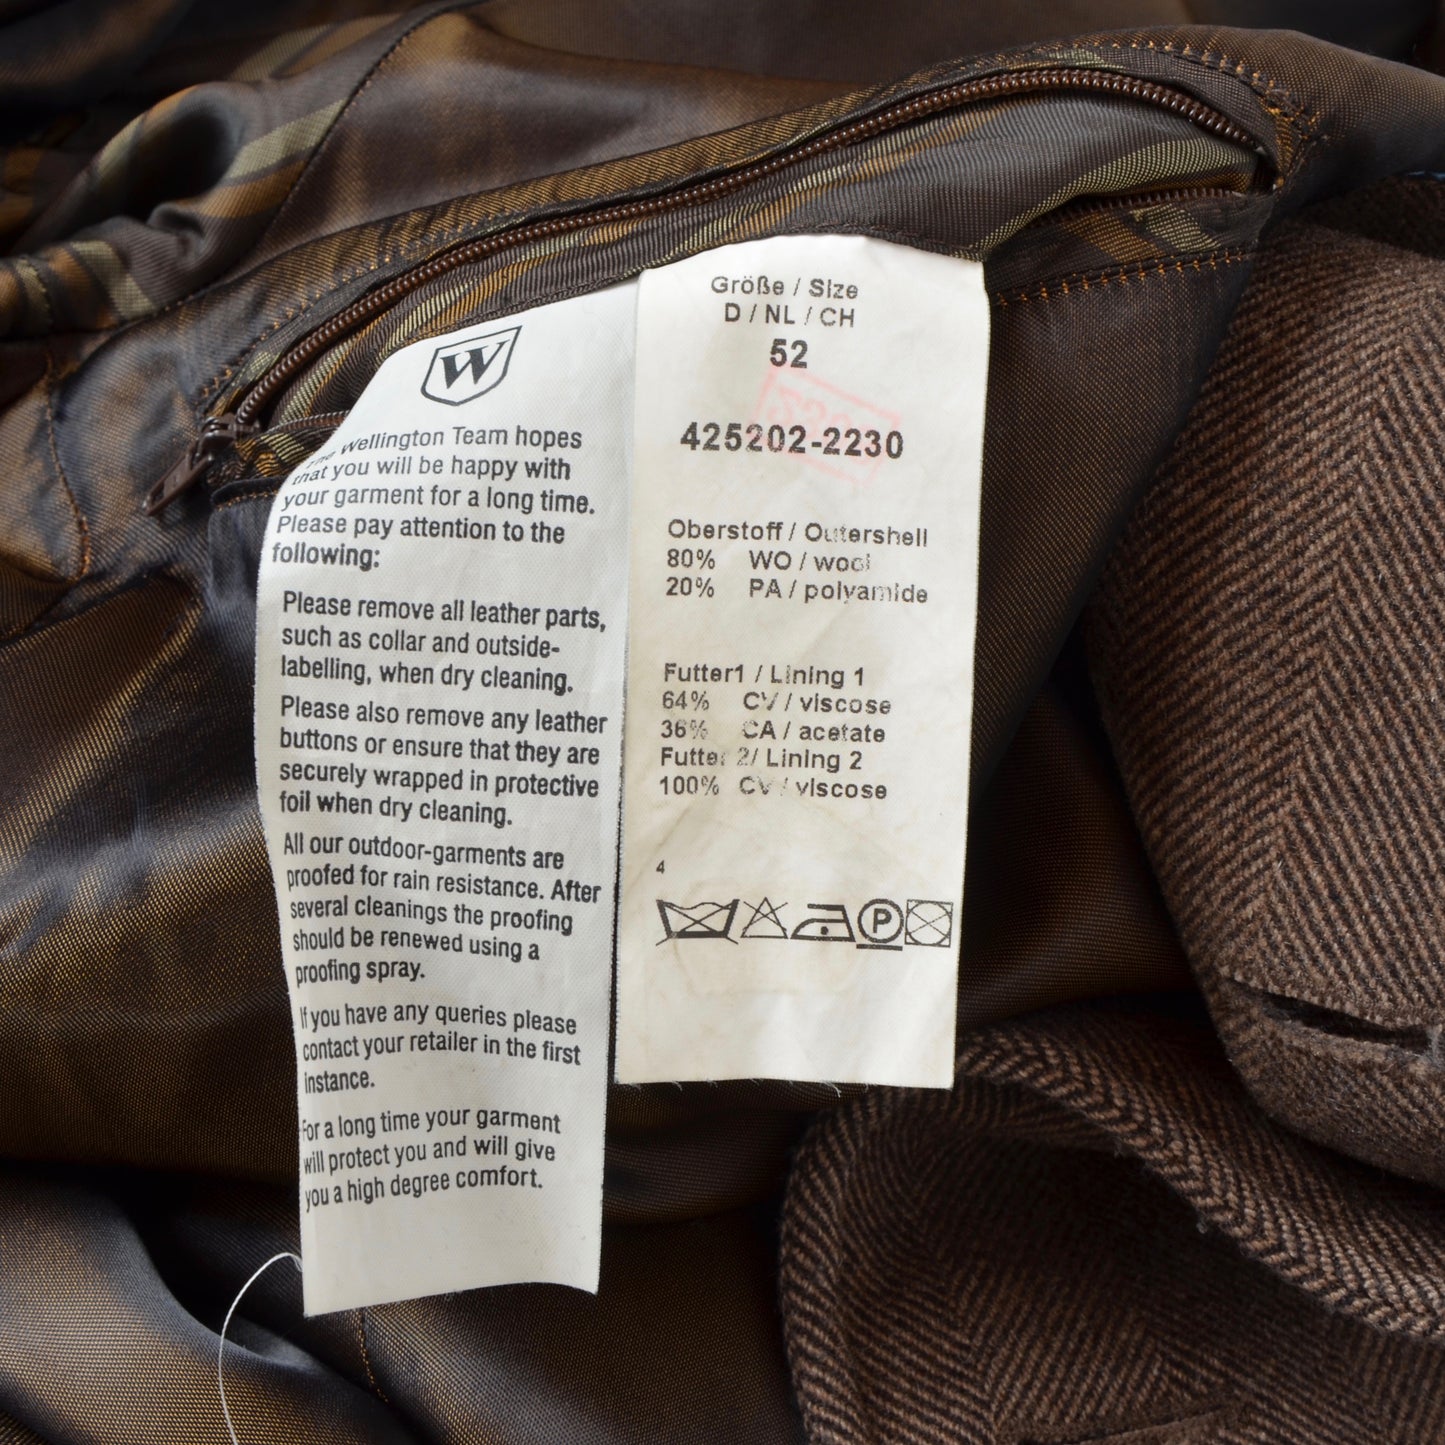 W
The Wellington Team hopes
that you will be happy with
your garment for a long time.
Please pay attention to the
following:
Please remove all leather parts,
such as collar and outside-
labelling, when dry cleaning.
Please also remove any leather
buttons or ensure that they are
securely wrapped in protective
foil when dry cleaning.
All our outdoor-garments are
proofed for rain resistance. After
several cleanings the proofing
should be renewed using a
proofing spray.
If you have any queries please
contact your retailer in the first
instance.
For a long time your garment
will protect you and will give
you a high degree comfort.
Größe / Size
D / NL / CH
52
425202-2230
Oberstoff / Outershell
80% WO / wool
20% PA / polyamide
Futter1 / Lining 1
64% CV / viscose
36% CA / acetate
Futter 2/ Lining 2
100% CV / viscose
4
P